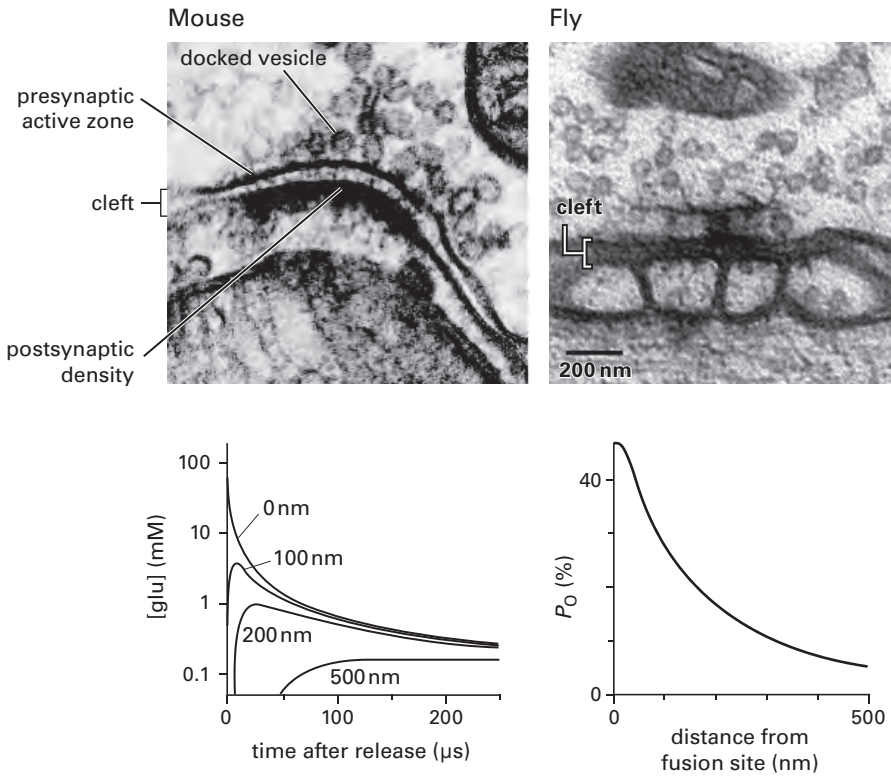 Mouse
docked vesicle
presynaptic
active zone
cleft
postsynaptic
density
Fly
cleft
200 nm
[glu] (mM)
100
10
1
0.1
0 nm
100 nm
200 nm
500 nm
0
100
200
time after release (µs)
P_O (%)
40
0
0
500
distance from
fusion site (nm)